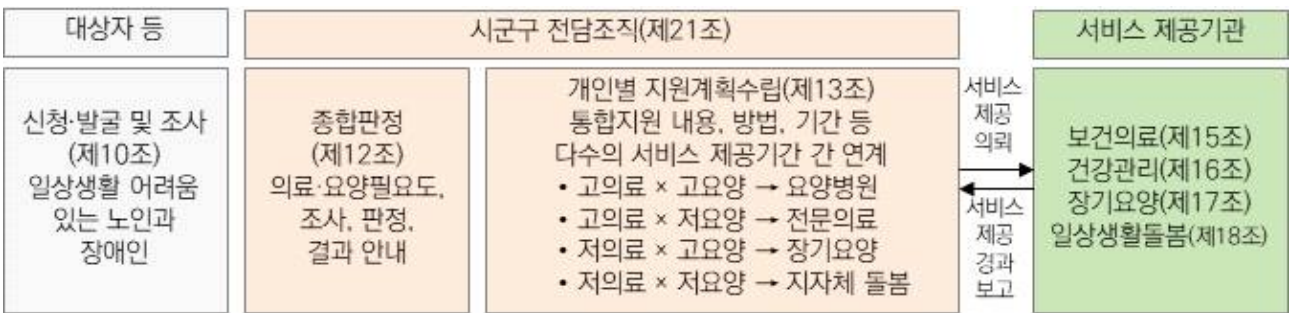 대상자 등
시군구 전담조직(제21조)
서비스 제공기관
신청·발굴 및 조사
(제10조)
일상생활 어려움
있는 노인과
장애인
종합판정
(제12조)
의료·요양필요도,
조사, 판정,
결과 안내
개인별 지원계획수립(제13조)
통합지원 내용, 방법, 기간 등
다수의 서비스 제공기간 간 연계
• 고의료 × 고요양 → 요양병원
• 고의료 × 저요양 → 전문의료
• 저의료 × 고요양 → 장기요양
• 저의료 × 저요양 → 지자체 돌봄
서비스
제공
의뢰
서비스
제공
경과
보고
보건의료(제15조)
건강관리(제16조)
장기요양(제17조)
일상생활돌봄(제18조)